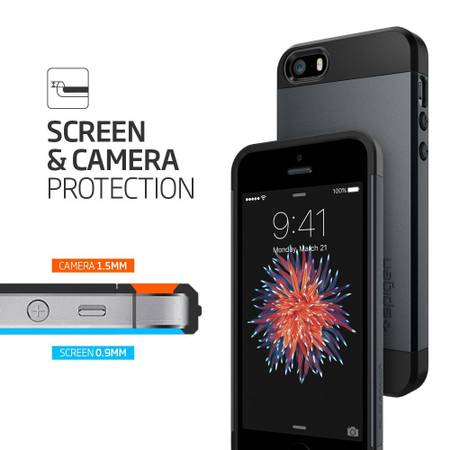 SCREEN
& CAMERA
PROTECTION
CAMERA 1.5MM
SCREEN 0.9MM
100%
9:41
Monday, March 21
spigen